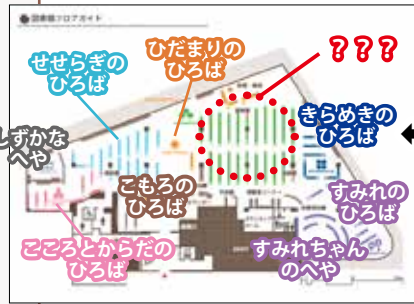 図書館フロアガイド
せせらぎの
ひろば
ひだまりの
ひろば
???
きらめきの
ひろば
しずかな
へや
こもろの
ひろば
すみれの
ひろば
こころとからだの
ひろば
すみれちゃん
のへや